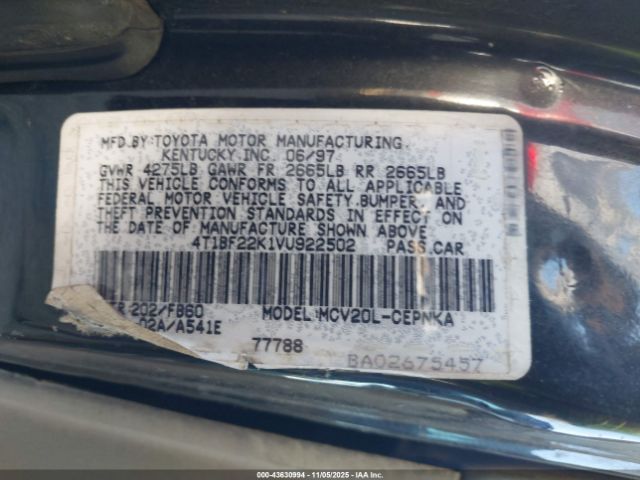 MFD.BY:TOYOTA MOTOR MANUFACTURING,
KENTUCKY,INC. 06/97
GVWR 4275LB GAWR FR 2665LB RR 2665LB
THIS VEHICLE CONFORMS TO ALL APPLICABLE
FEDERAL MOTOR VEHICLE SAFETY,BUMPER, AND
THEFT PREVENTION STANDARDS IN EFFECT ON
THE DATE OF MANUFACTURE SHOWN ABOVE
4T1BF22K1VU922502 PASS.CAR
202/FB60 MODEL:MCV20L-CEPNKA
02A/A541E
77788
BA02675457
000-43630994 - 11/05/2025 - IAA Inc.